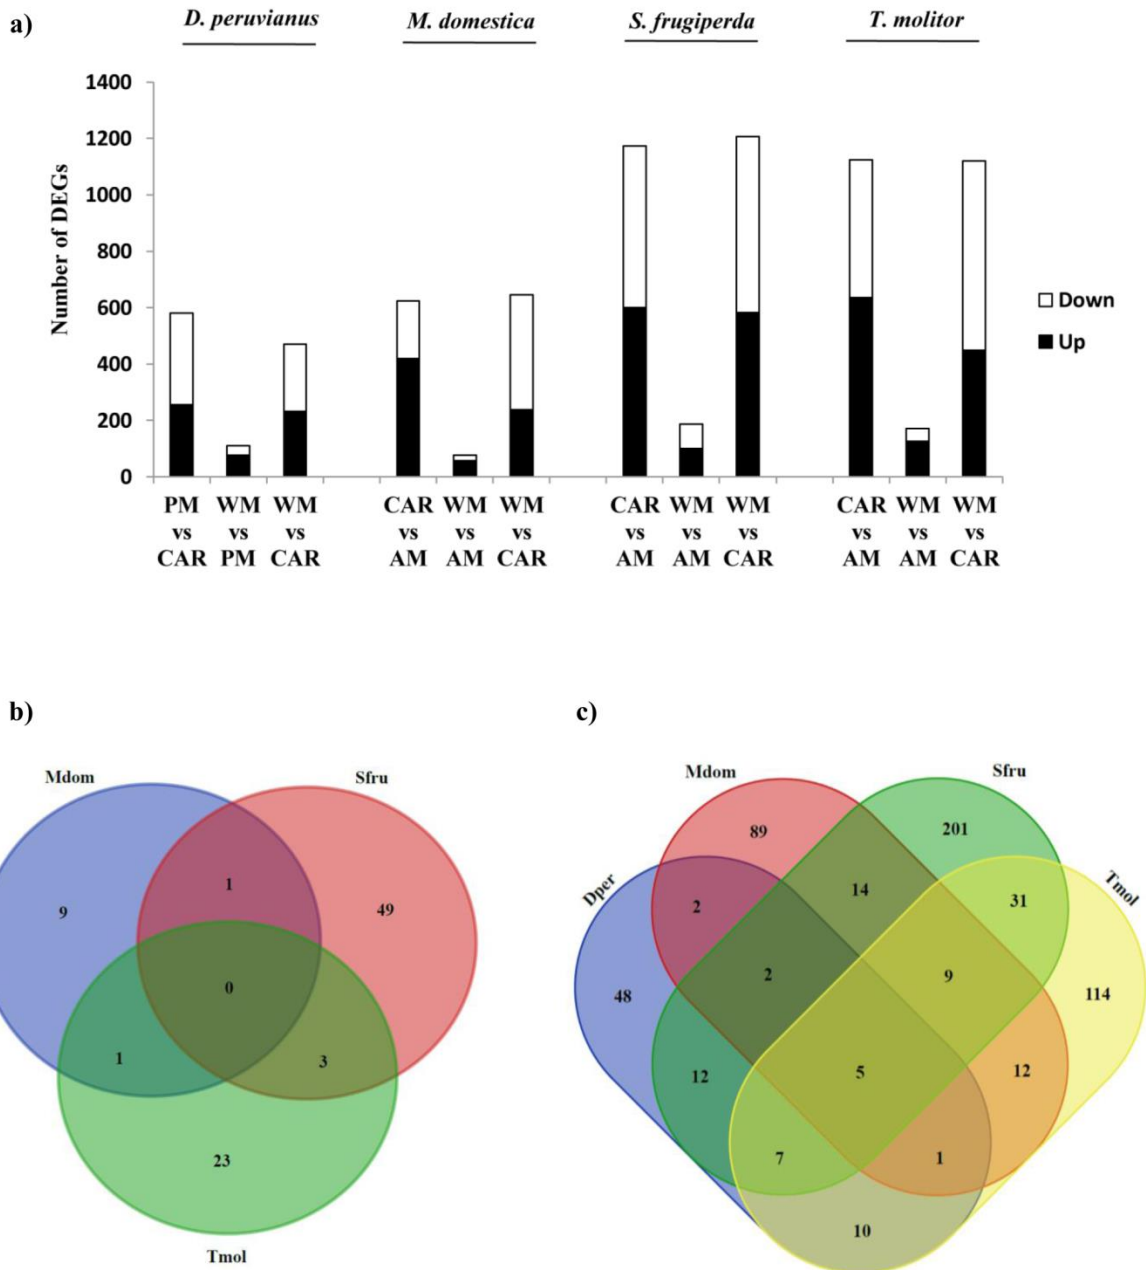 a)
D. peruvianus M. domestica S. frugiperda T. molitor
Number of DEGs
1400
1200
1000
800
600
400
200
0
Down
Up
PM WM WM CAR WM WM CAR WM WM CAR WM WM
vs vs vs vs vs vs vs vs vs vs vs vs
CAR PM CAR AM AM CAR AM AM CAR AM AM CAR
b)
Mdom Sfru
1
9 49
0
1 3
23
Tmol
c)
Mdom Sfru
Dper Tmol
89 201
2 14 31
48 2 9 114
12 5 12
7 1
10